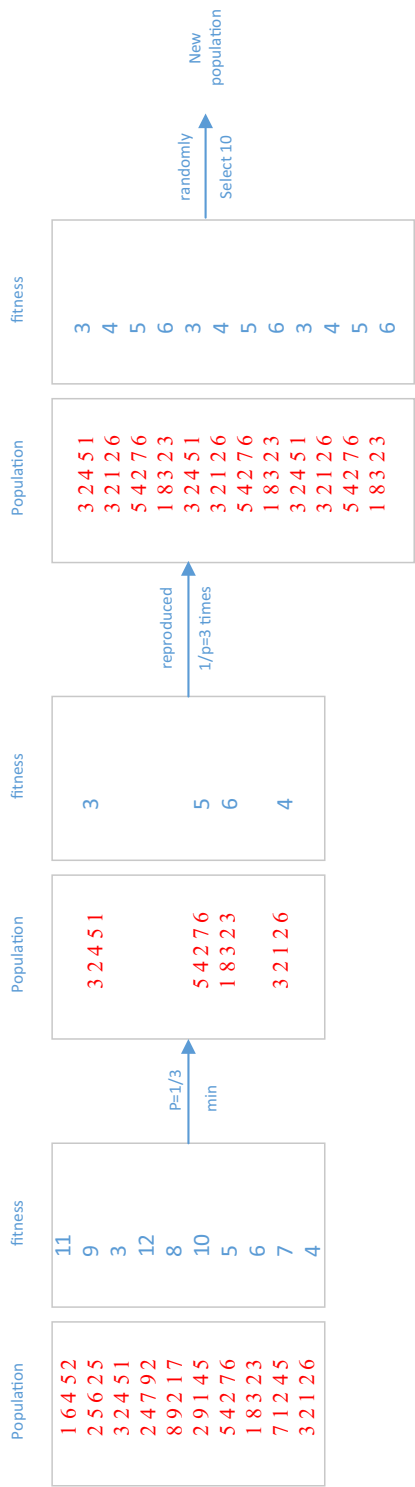 Population
1 6 4 5 2
2 5 6 2 5
3 2 4 5 1
2 4 7 9 2
8 9 2 1 7
2 9 1 4 5
5 4 2 7 6
1 8 3 2 3
7 1 2 4 5
3 2 1 2 6
fitness
11
9
3
12
8
10
5
6
7
4
P=1/3
min
Population
3 2 4 5 1
5 4 2 7 6
1 8 3 2 3
3 2 1 2 6
fitness
3
5
6
4
reproduced
1/p=3 times
Population
3 2 4 5 1
3 2 1 2 6
5 4 2 7 6
1 8 3 2 3
3 2 4 5 1
3 2 1 2 6
5 4 2 7 6
1 8 3 2 3
3 2 4 5 1
3 2 1 2 6
5 4 2 7 6
1 8 3 2 3
fitness
3
4
5
6
3
4
5
6
3
4
5
6
randomly
Select 10
New
population